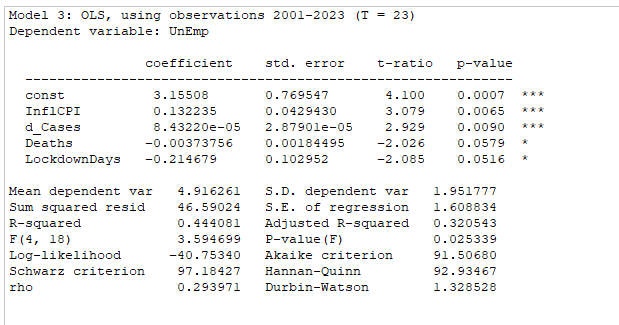 Model 3: OLS, using observations 2001-2023 (T = 23)
Dependent variable: UnEmp
coefficient std. error t-ratio p-value
---------------------------------------------------------------
const 3.15508 0.769547 4.100 0.0007 ***
InflCPI 0.132235 0.0429430 3.079 0.0065 ***
d_Cases 8.43220e-05 2.87901e-05 2.929 0.0090 ***
Deaths -0.00373756 0.00184495 -2.026 0.0579 *
LockdownDays -0.214679 0.102952 -2.085 0.0516 *
Mean dependent var 4.916261 S.D. dependent var 1.951777
Sum squared resid 46.59024 S.E. of regression 1.608834
R-squared 0.444081 Adjusted R-squared 0.320543
F(4, 18) 3.594699 P-value(F) 0.025339
Log-likelihood -40.75340 Akaike criterion 91.50680
Schwarz criterion 97.18427 Hannan-Quinn 92.93467
rho 0.293971 Durbin-Watson 1.328528